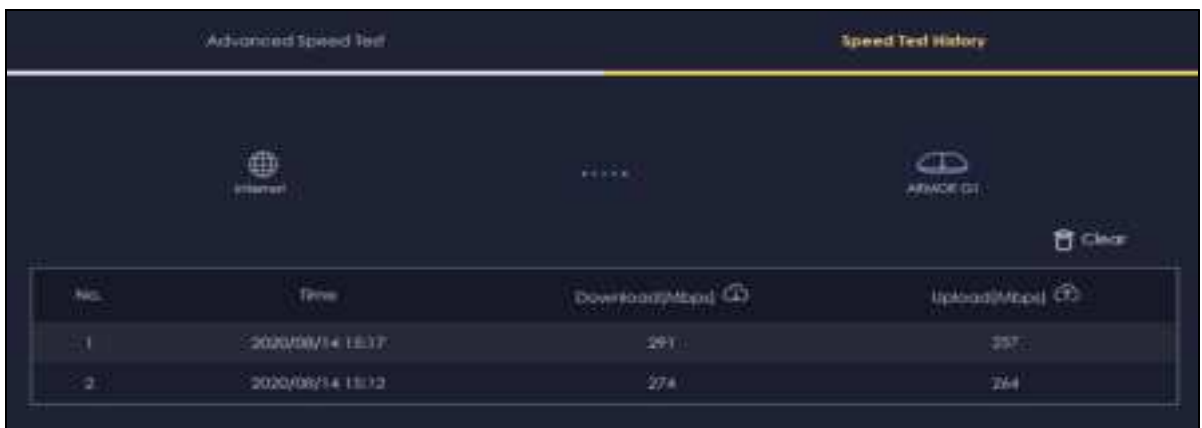 Advanced Speed Test Speed Test History
Internet ARMOR G1
Clear
No. Time Download(Mbps) Upload(Mbps)
1 2020/08/14 15:17 291 257
2 2020/08/14 15:12 274 264